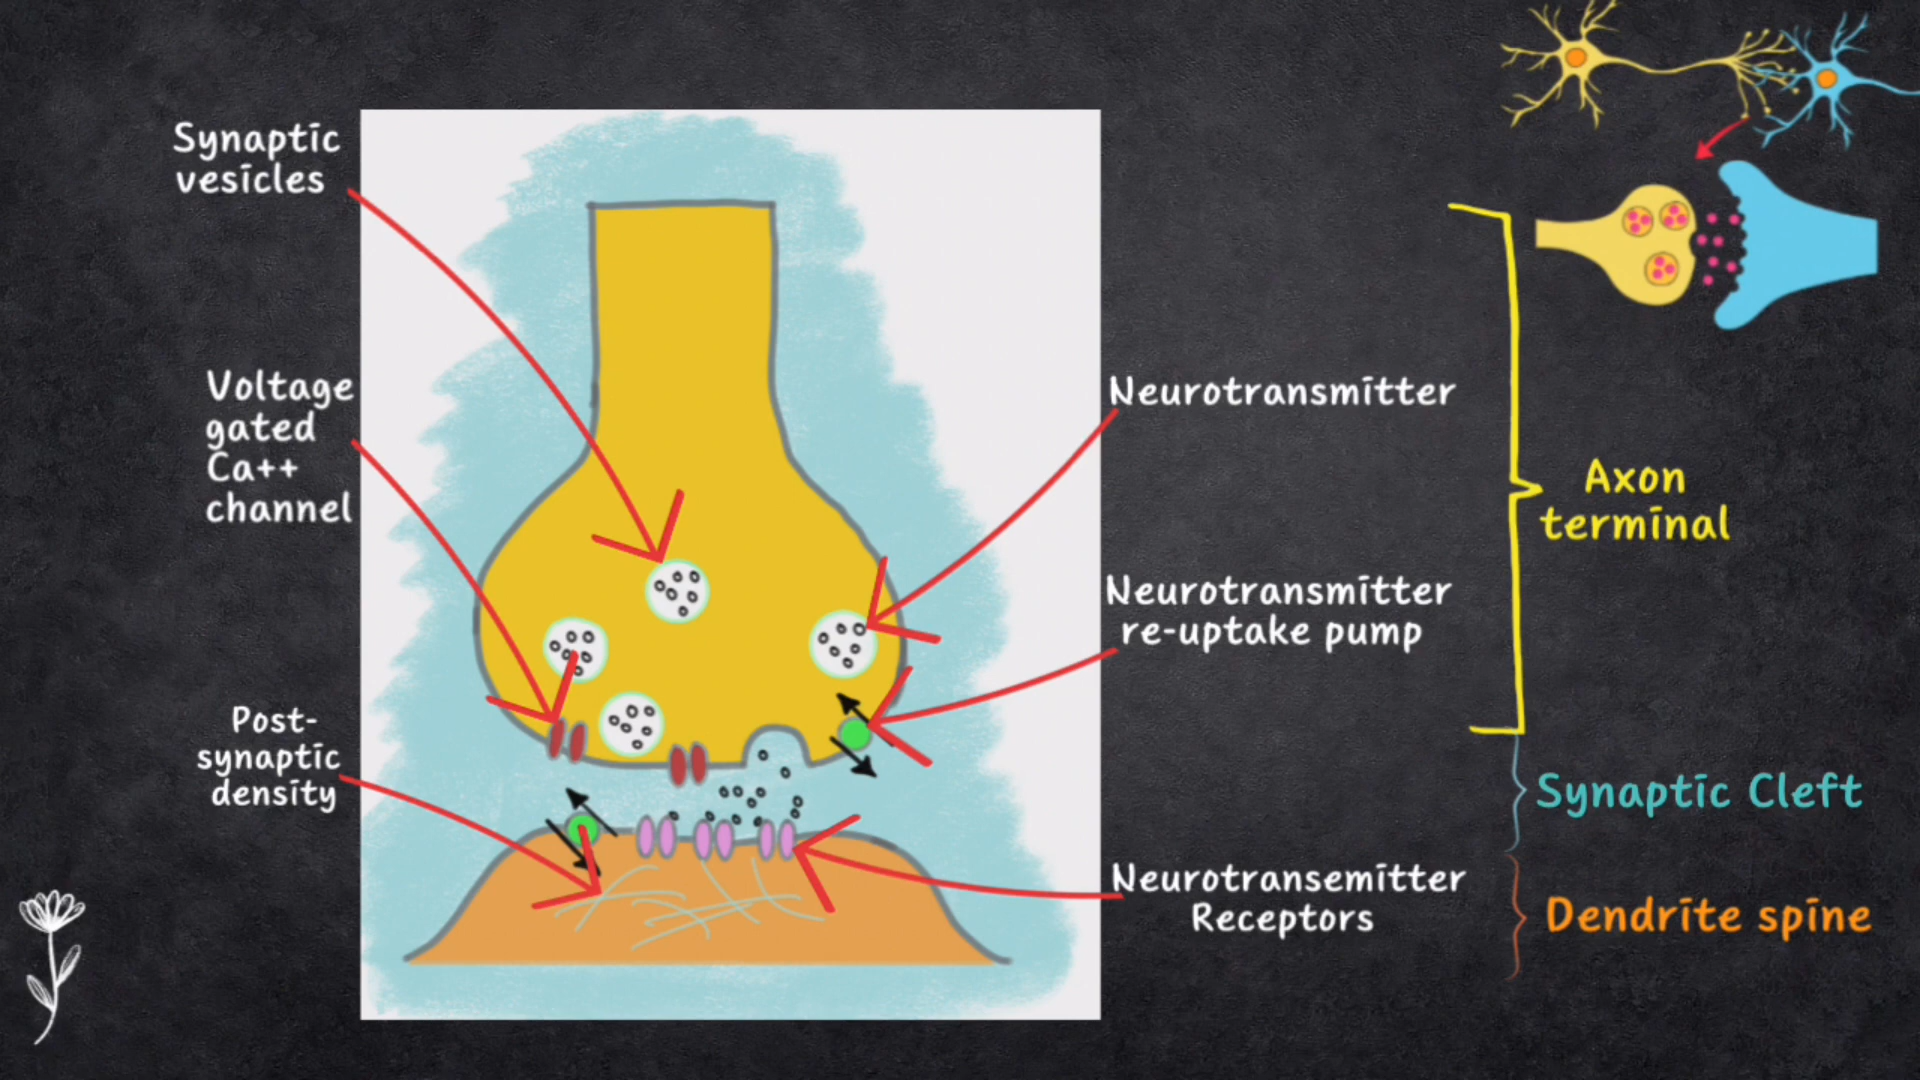 Synaptic
vesicles
Voltage
gated
Ca++
channel
Post-
synaptic
density
Neurotransmitter
Neurotransmitter
re-uptake pump
Neurotransemitter
Receptors
Axon
terminal
Synaptic Cleft
Dendrite spine